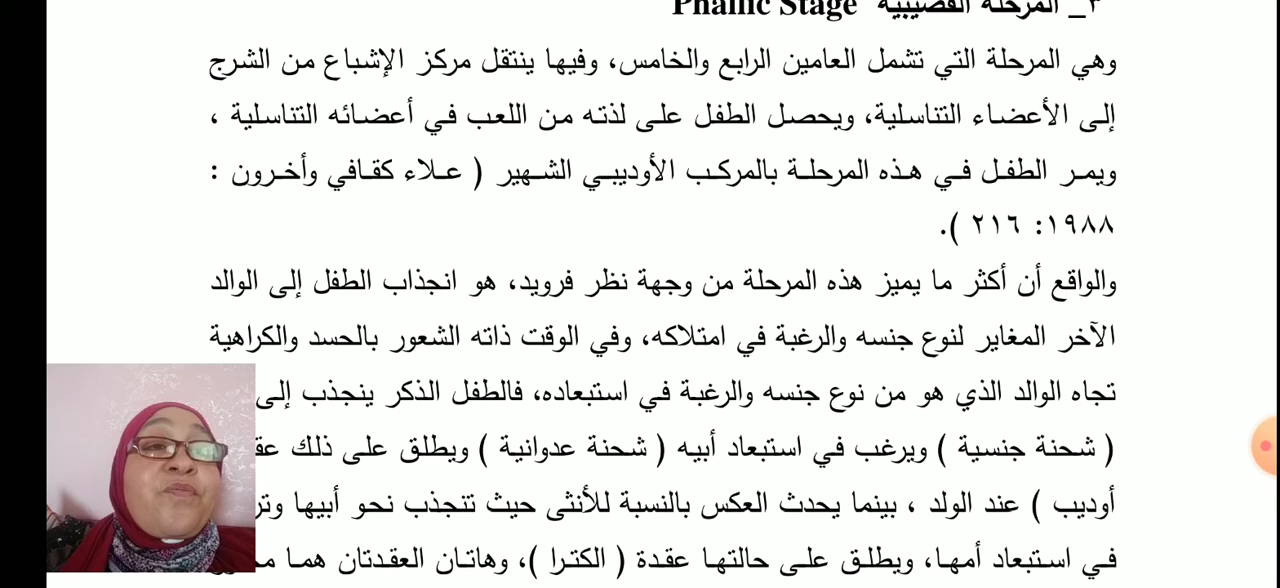 ٣_ المرحلة القضيبية Phallic Stage
وهي المرحلة التي تشمل العامين الرابع والخامس، وفيها ينتقل مركز الإشباع من الشرج
إلى الأعضاء التناسلية، ويحصل الطفل على لذته من اللعب في أعضائه التناسلية ،
ويمر الطفل في هذه المرحلة بالمركب الأوديبي الشهير ( علاء كفافي وأخرون :
١٩٨٨: ٢١٦ ).
والواقع أن أكثر ما يميز هذه المرحلة من وجهة نظر فرويد، هو انجذاب الطفل إلى الوالد
الآخر المغاير لنوع جنسه والرغبة في امتلاكه، وفي الوقت ذاته الشعور بالحسد والكراهية
تجاه الوالد الذي هو من نوع جنسه والرغبة في استبعاده، فالطفل الذكر ينجذب إلى
( شحنة جنسية ) ويرغب في استبعاد أبيه ( شحنة عدوانية ) ويطلق على ذلك
أوديب ) عند الولد ، بينما يحدث العكس بالنسبة للأنثى حيث تنجذب نحو أبيها
في استبعاد أمها، ويطلق على حالتها عقدة ( الكترا )، وهاتان العقدتان هما